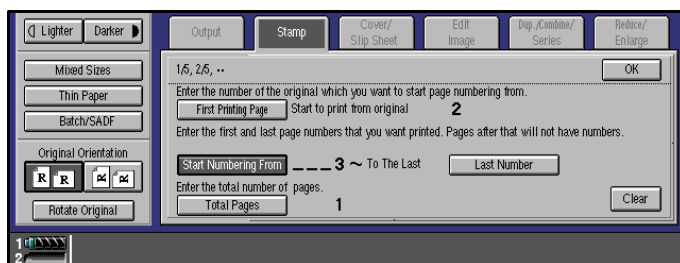 Lighter Darker
Output Stamp Cover/ Slip Sheet Edit Image Dup./Combine/ Series Reduce/ Enlarge
Mixed Sizes
Thin Paper
Batch/SADF
Original Orientation
R R R R
Rotate Original
1/5, 2/5, ·· OK
Enter the number of the original which you want to start page numbering from.
First Printing Page Start to print from original 2
Enter the first and last page numbers that you want printed. Pages after that will not have numbers.
Start Numbering From _ _ _ 3 ~ To The Last Last Number
Enter the total number of pages.
Total Pages 1 Clear
1
2